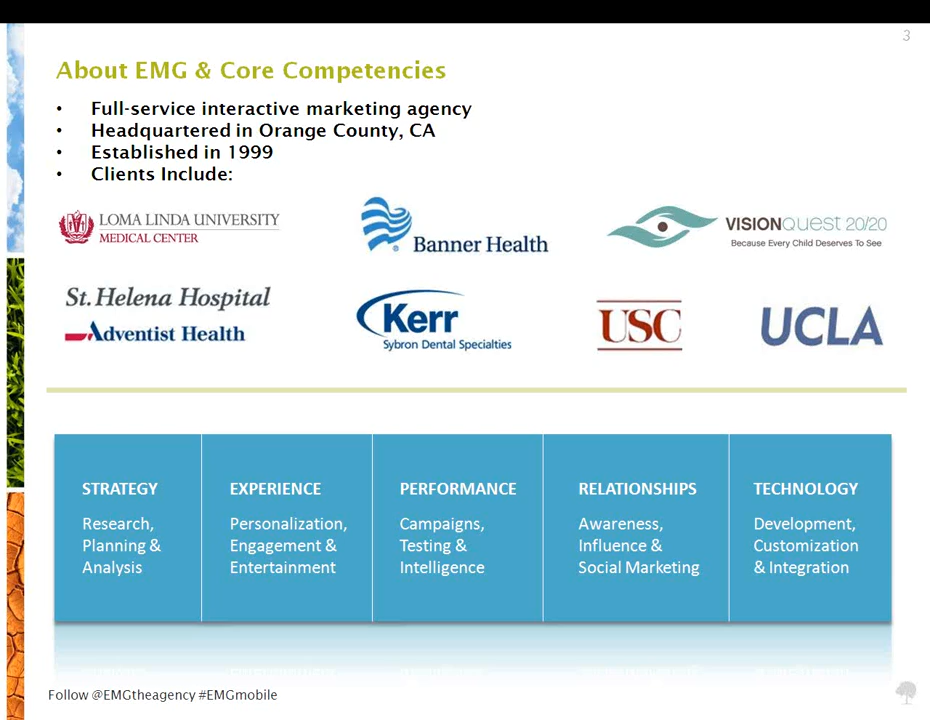 3
About EMG & Core Competencies
• Full-service interactive marketing agency
• Headquartered in Orange County, CA
• Established in 1999
• Clients Include:
LOMA LINDA UNIVERSITY
MEDICAL CENTER
Banner Health
VISIONQuest 20/20
Because Every Child Deserves To See
St. Helena Hospital
Adventist Health
Kerr
Sybron Dental Specialties
USC
UCLA
STRATEGY
Research,
Planning &
Analysis
EXPERIENCE
Personalization,
Engagement &
Entertainment
PERFORMANCE
Campaigns,
Testing &
Intelligence
RELATIONSHIPS
Awareness,
Influence &
Social Marketing
TECHNOLOGY
Development,
Customization
& Integration
Follow @EMGtheagency #EMGmobile